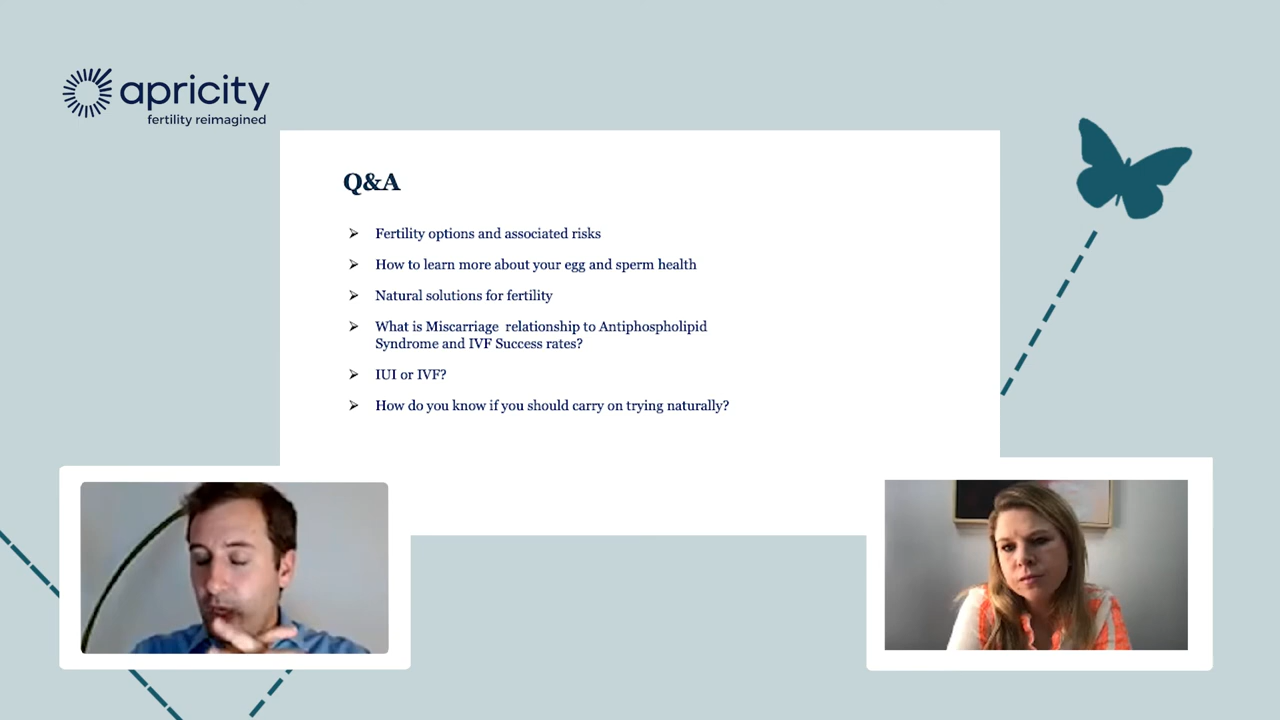 apricity
fertility reimagined
Q&A
➢ Fertility options and associated risks
➢ How to learn more about your egg and sperm health
➢ Natural solutions for fertility
➢ What is Miscarriage  relationship to Antiphospholipid
Syndrome and IVF Success rates?
➢ IUI or IVF?
➢ How do you know if you should carry on trying naturally?